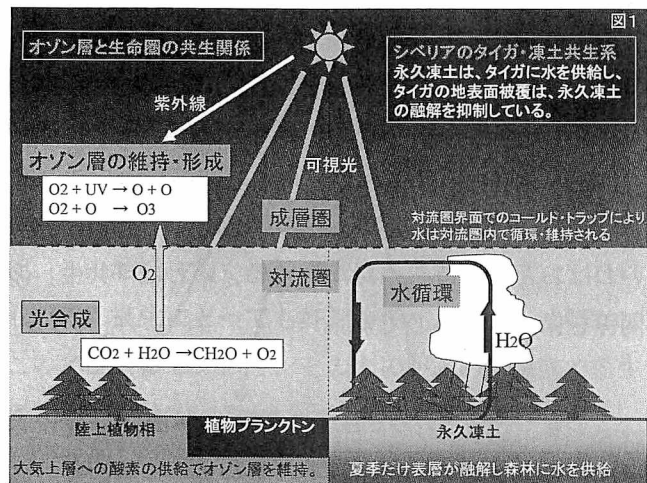 図1
オゾン層と生命圏の共生関係
シベリアのタイガ・凍土共生系
永久凍土は、タイガに水を供給し、
タイガの地表面被覆は、永久凍土
の融解を抑制している。
紫外線
オゾン層の維持・形成
O2 + UV → O + O
O2 + O → O3
可視光
成層圏
対流圏界面でのコールド・トラップにより
水は対流圏内で循環・維持される
O2
対流圏
水循環
光合成
H2O
CO2 + H2O →CH2O + O2
陸上植物相
植物プランクトン
永久凍土
大気上層への酸素の供給でオゾン層を維持。
夏季だけ表層が融解し森林に水を供給